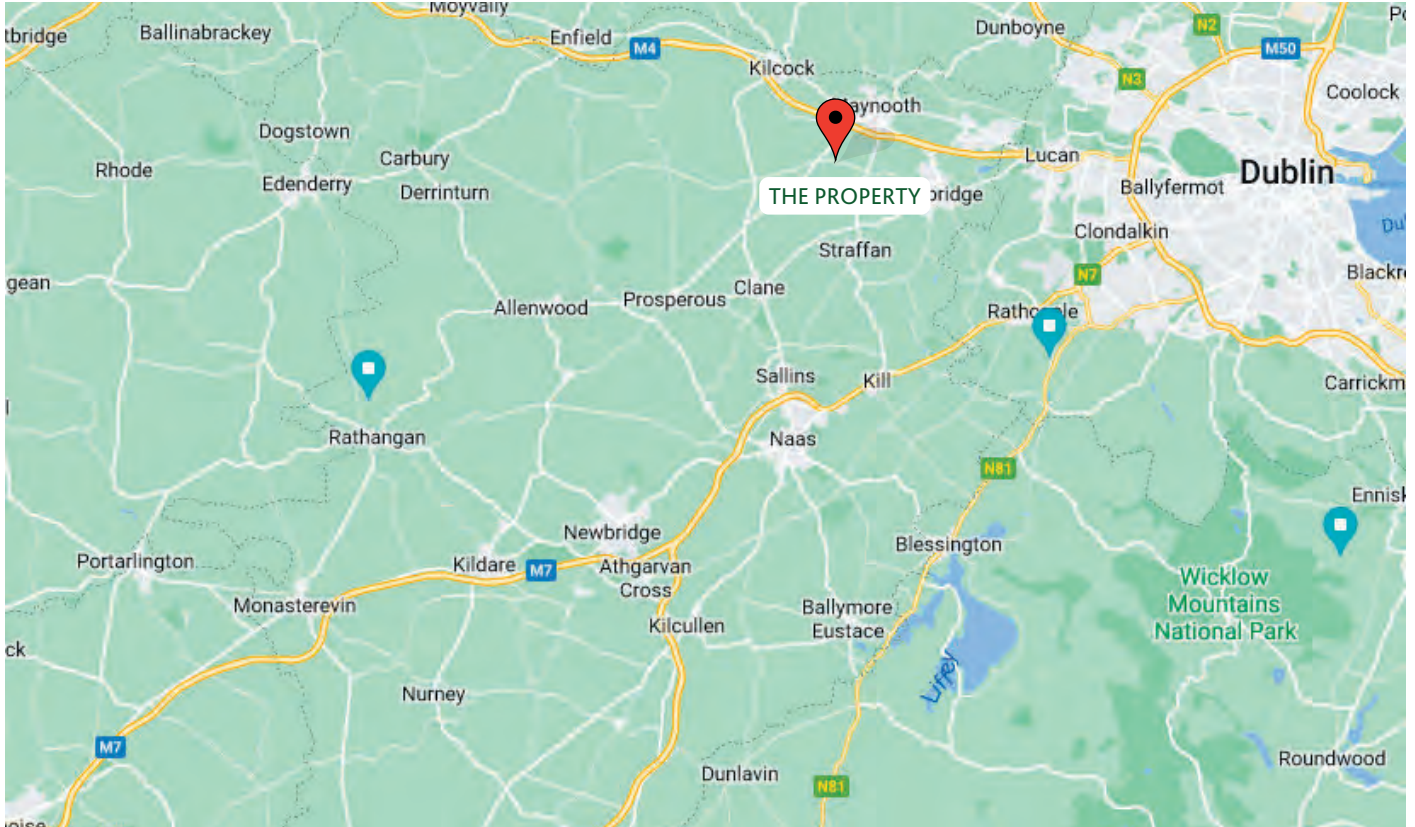 Moyvally
tbridge
Ballinabrackey
Enfield
M4
Dunboyne
N2
M50
Kilcock
N3
Coolock
aynooth
Dogstown
Carbury
Rhode
Edenderry
Derrinturn
Lucan
Dublin
Ballyfermot
THE PROPERTY
bridge
Clondalkin
Straffan
gean
N7
Blackr
Allenwood
Prosperous
Clane
Sallins
Kill
Carrickm
Rathangan
Naas
N81
Ennisk
Newbridge
Blessington
Portarlington
Kildare
M7
Athgarvan
Cross
Monasterevin
Ballymore
Eustace
Wicklow
Mountains
National Park
Kilcullen
ck
Liffey
Nurney
M7
Roundwood
Dunlavin
N81